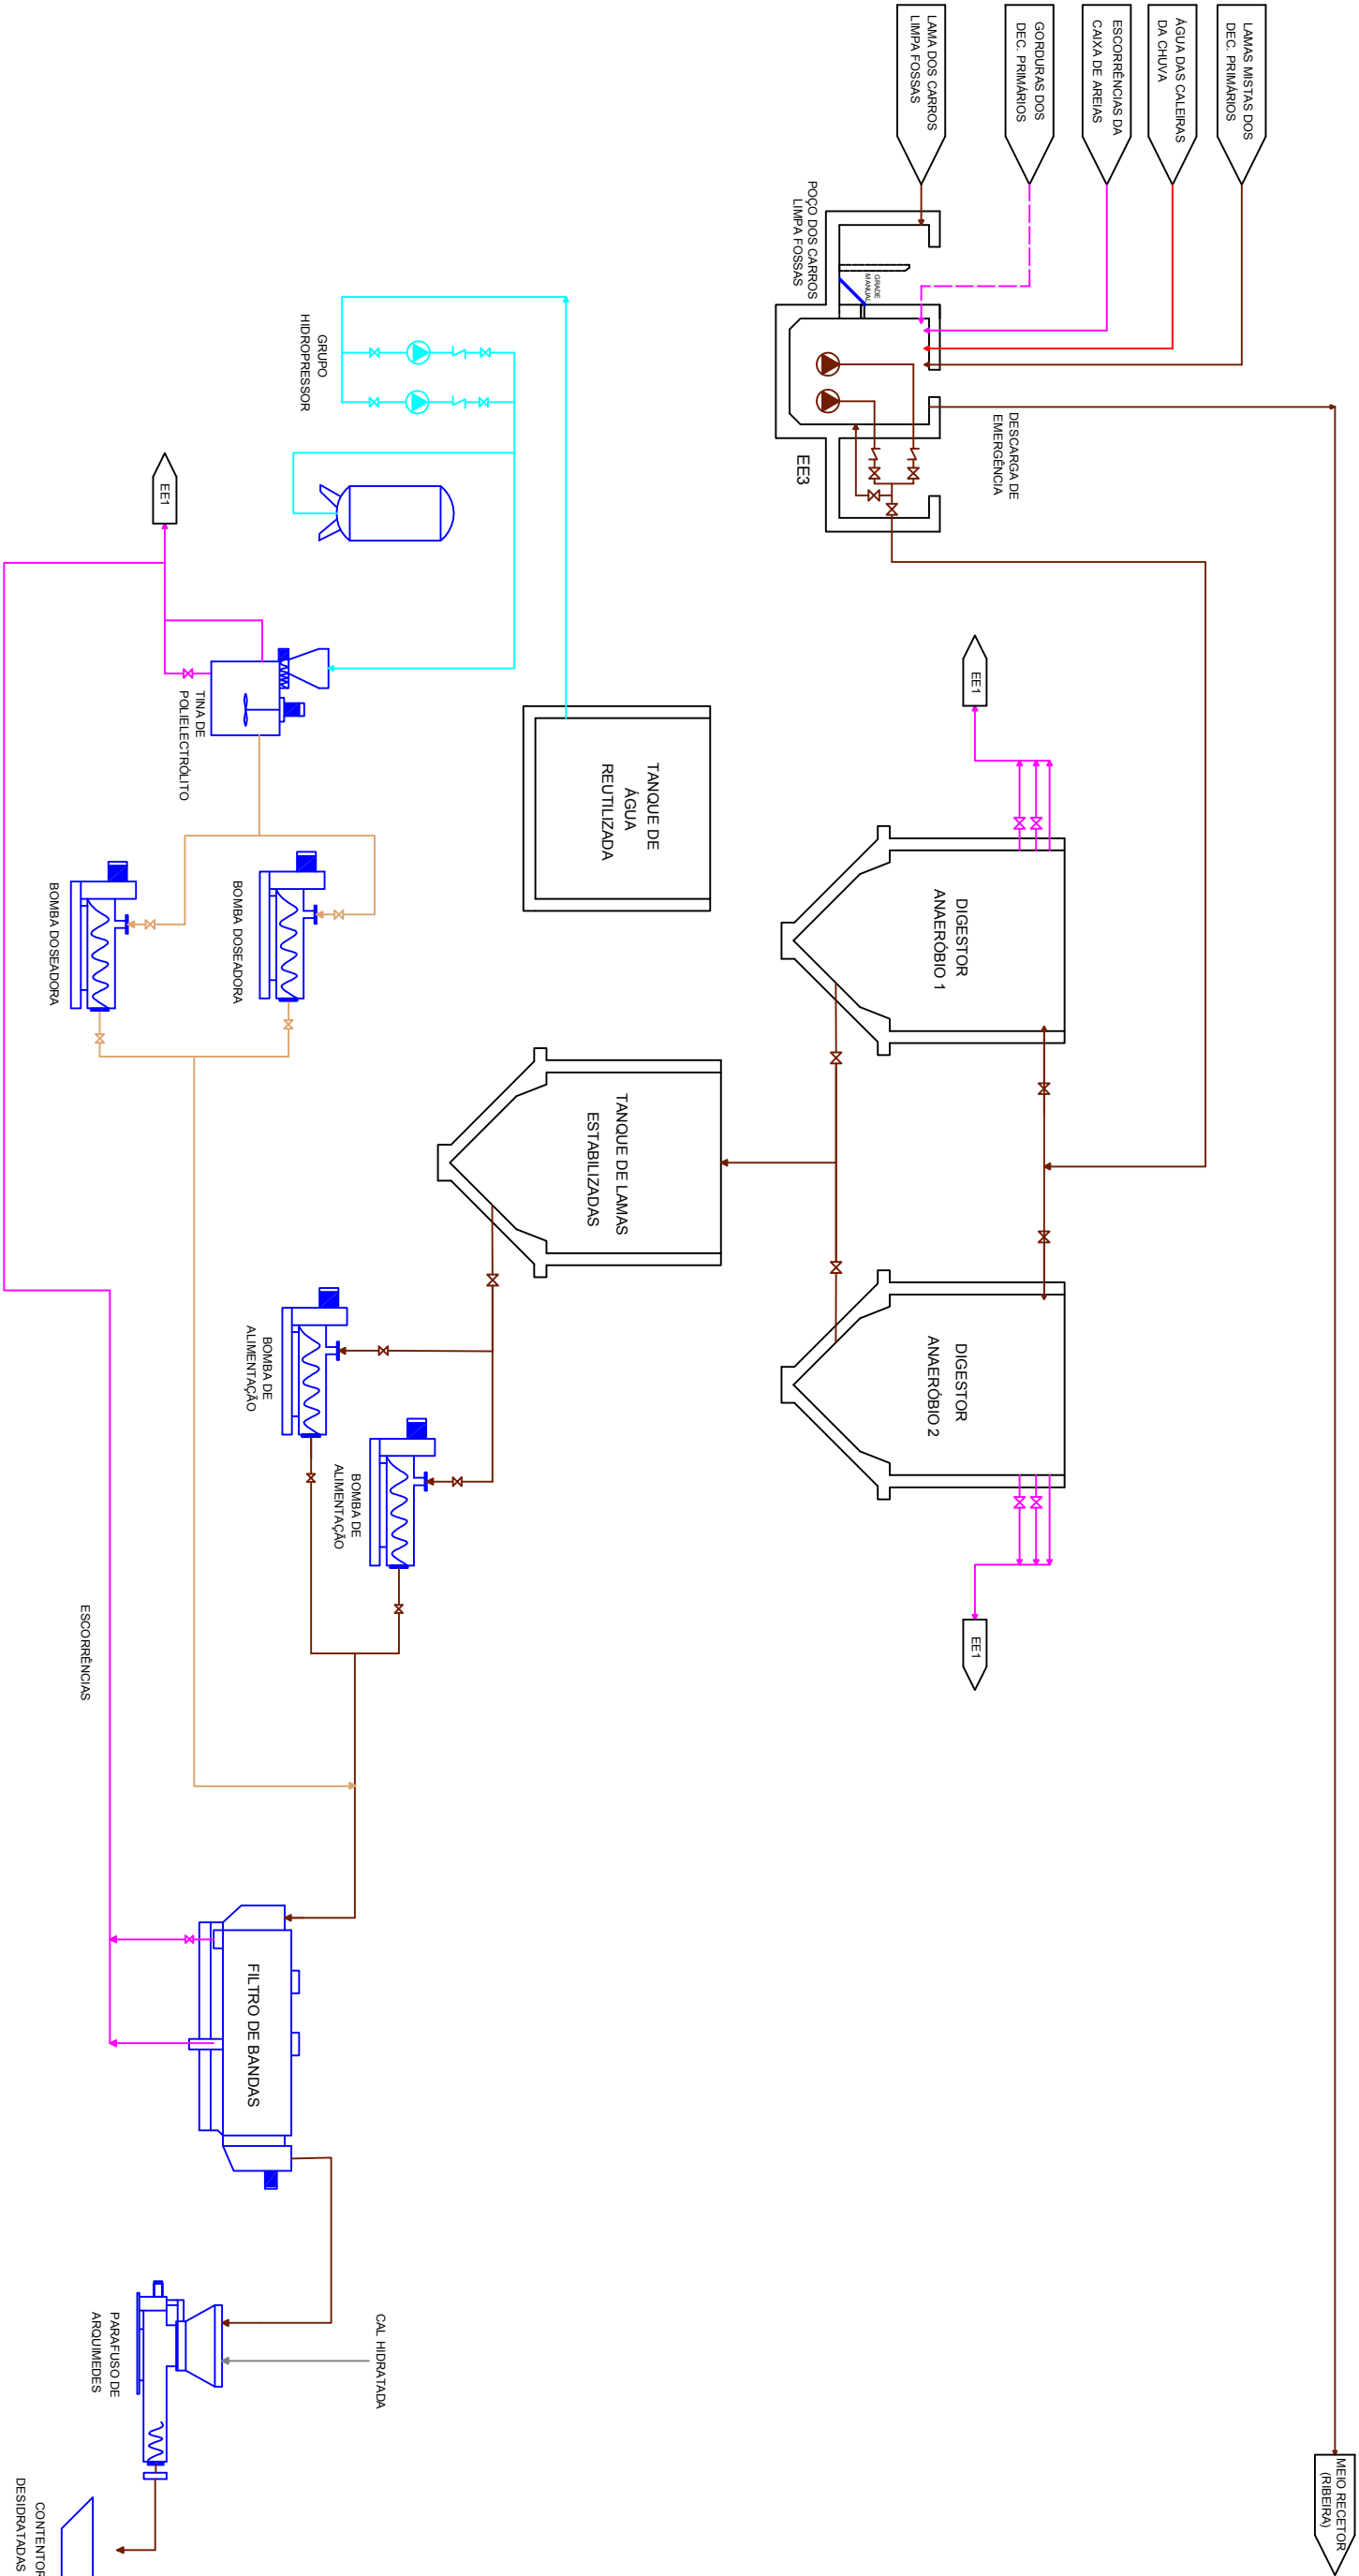 LAMAS MISTAS DOS
DEC. PRIMÁRIOS
ÁGUA DAS CALEIRAS
DA CHUVA
ESCORRÊNCIAS DA
CAIXA DE AREIAS
GORDURAS DOS
DEC. PRIMÁRIOS
LAMA DOS CARROS
LIMPA FOSSAS
POÇO DOS CARROS
LIMPA FOSSAS
GRADE
MANUAL
EE3
DESCARGA DE
EMERGÊNCIA
MEIO RECETOR
(RIBEIRA)
EE1
DIGESTOR
ANAERÓBIO 1
DIGESTOR
ANAERÓBIO 2
EE1
TANQUE DE
ÁGUA
REUTILIZADA
TANQUE DE LAMAS
ESTABILIZADAS
GRUPO
HIDROPRESSOR
EE1
TINA DE
POLIELECTRÓLITO
BOMBA DOSEADORA
BOMBA DOSEADORA
BOMBA DE
ALIMENTAÇÃO
BOMBA DE
ALIMENTAÇÃO
ESCORRÊNCIAS
FILTRO DE BANDAS
CAL HIDRATADA
PARAFUSO DE
ARQUIMEDES
CONTENTOR
DESIDRATADAS